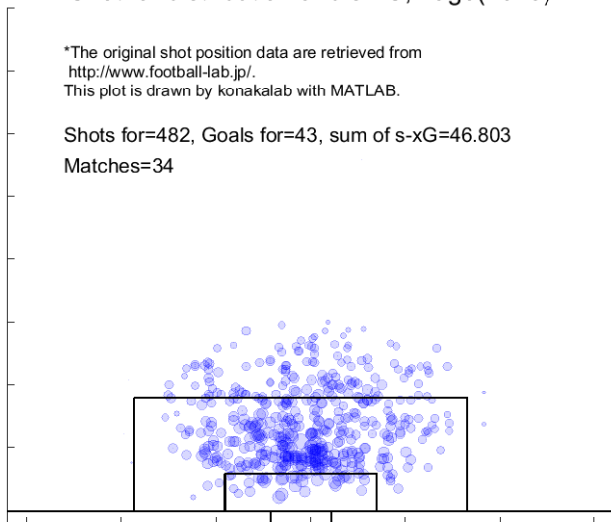 *The original shot position data are retrieved from
http://www.football-lab.jp/.
This plot is drawn by konakalab with MATLAB.
Shots for=482, Goals for=43, sum of s-xG=46.803
Matches=34